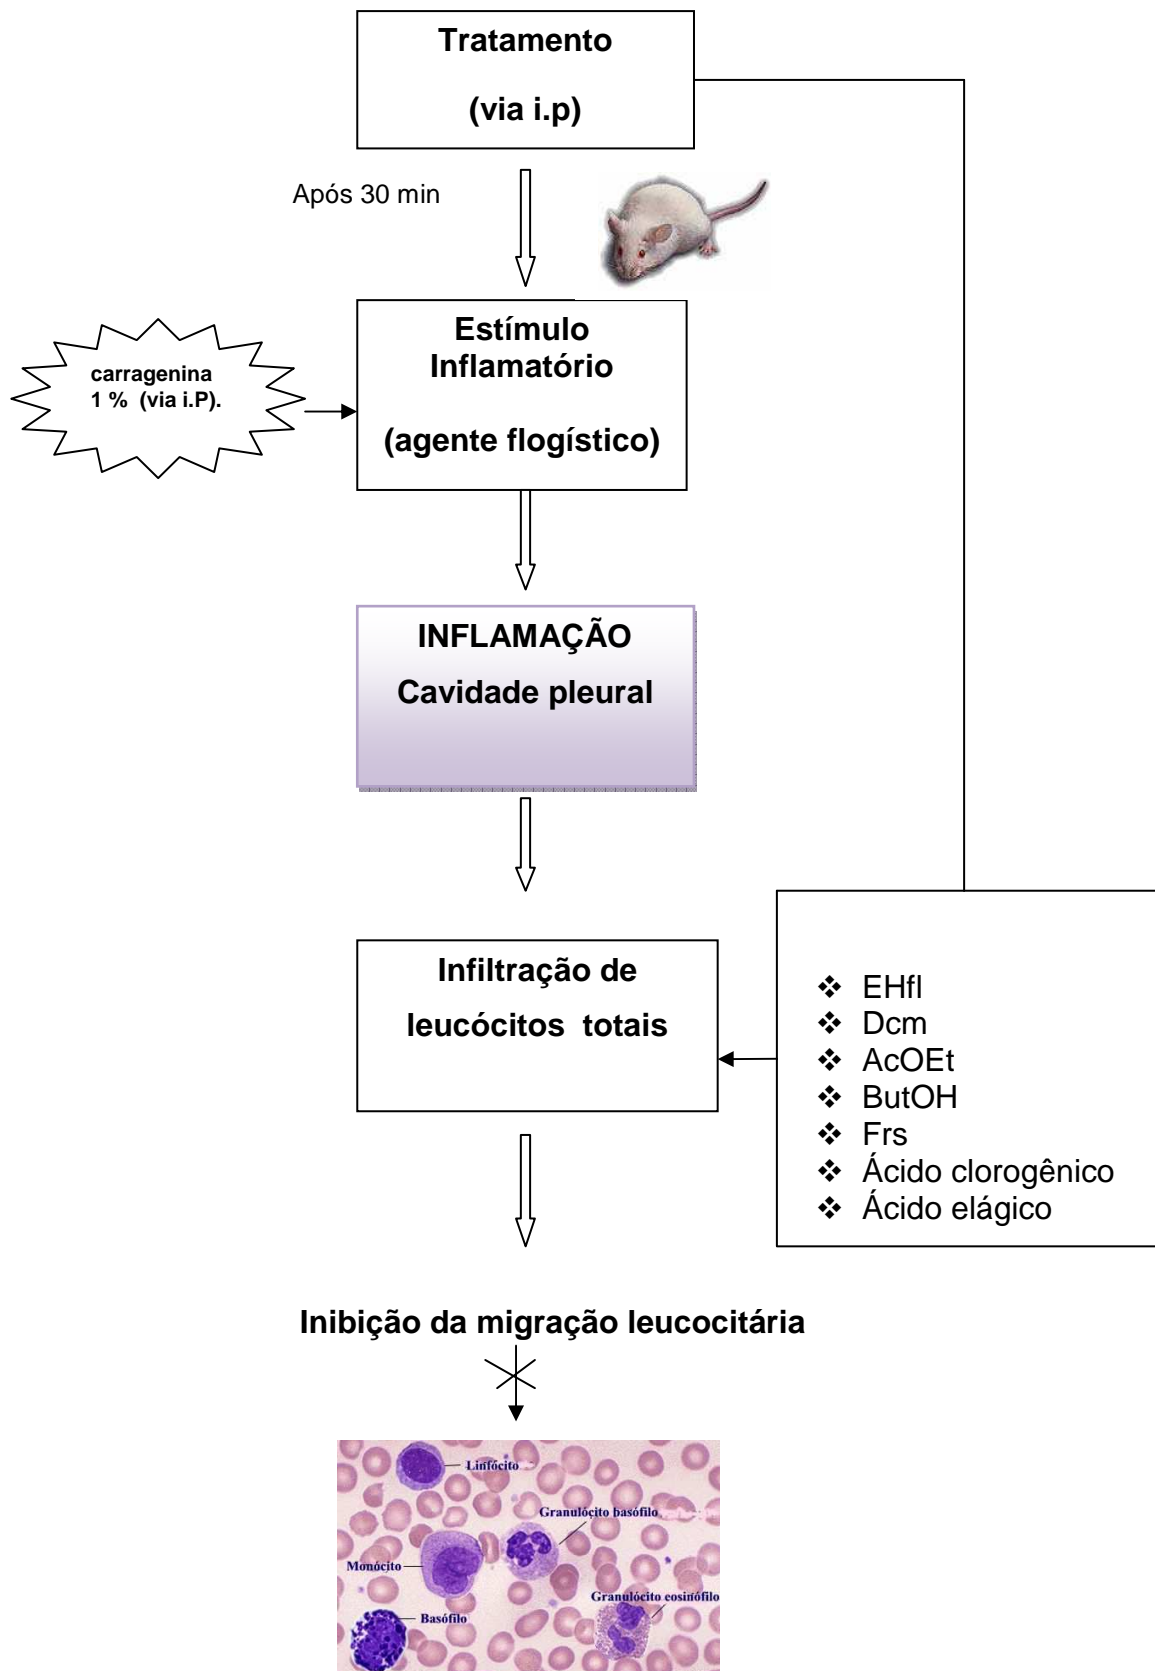 Tratamento
(via i.p)
Após 30 min
Estímulo
Inflamatório
(agente flogístico)
carragenina
1 % (via i.P).
INFLAMAÇÃO
Cavidade pleural
Infiltração de
leucócitos totais
❖ EHfl
❖ Dcm
❖ AcOEt
❖ ButOH
❖ Frs
❖ Ácido clorogênico
❖ Ácido elágico
Inibição da migração leucocitária
Linfócito
Granulócito basófilo
Monócito
Granulócito eosinófilo
Basófilo